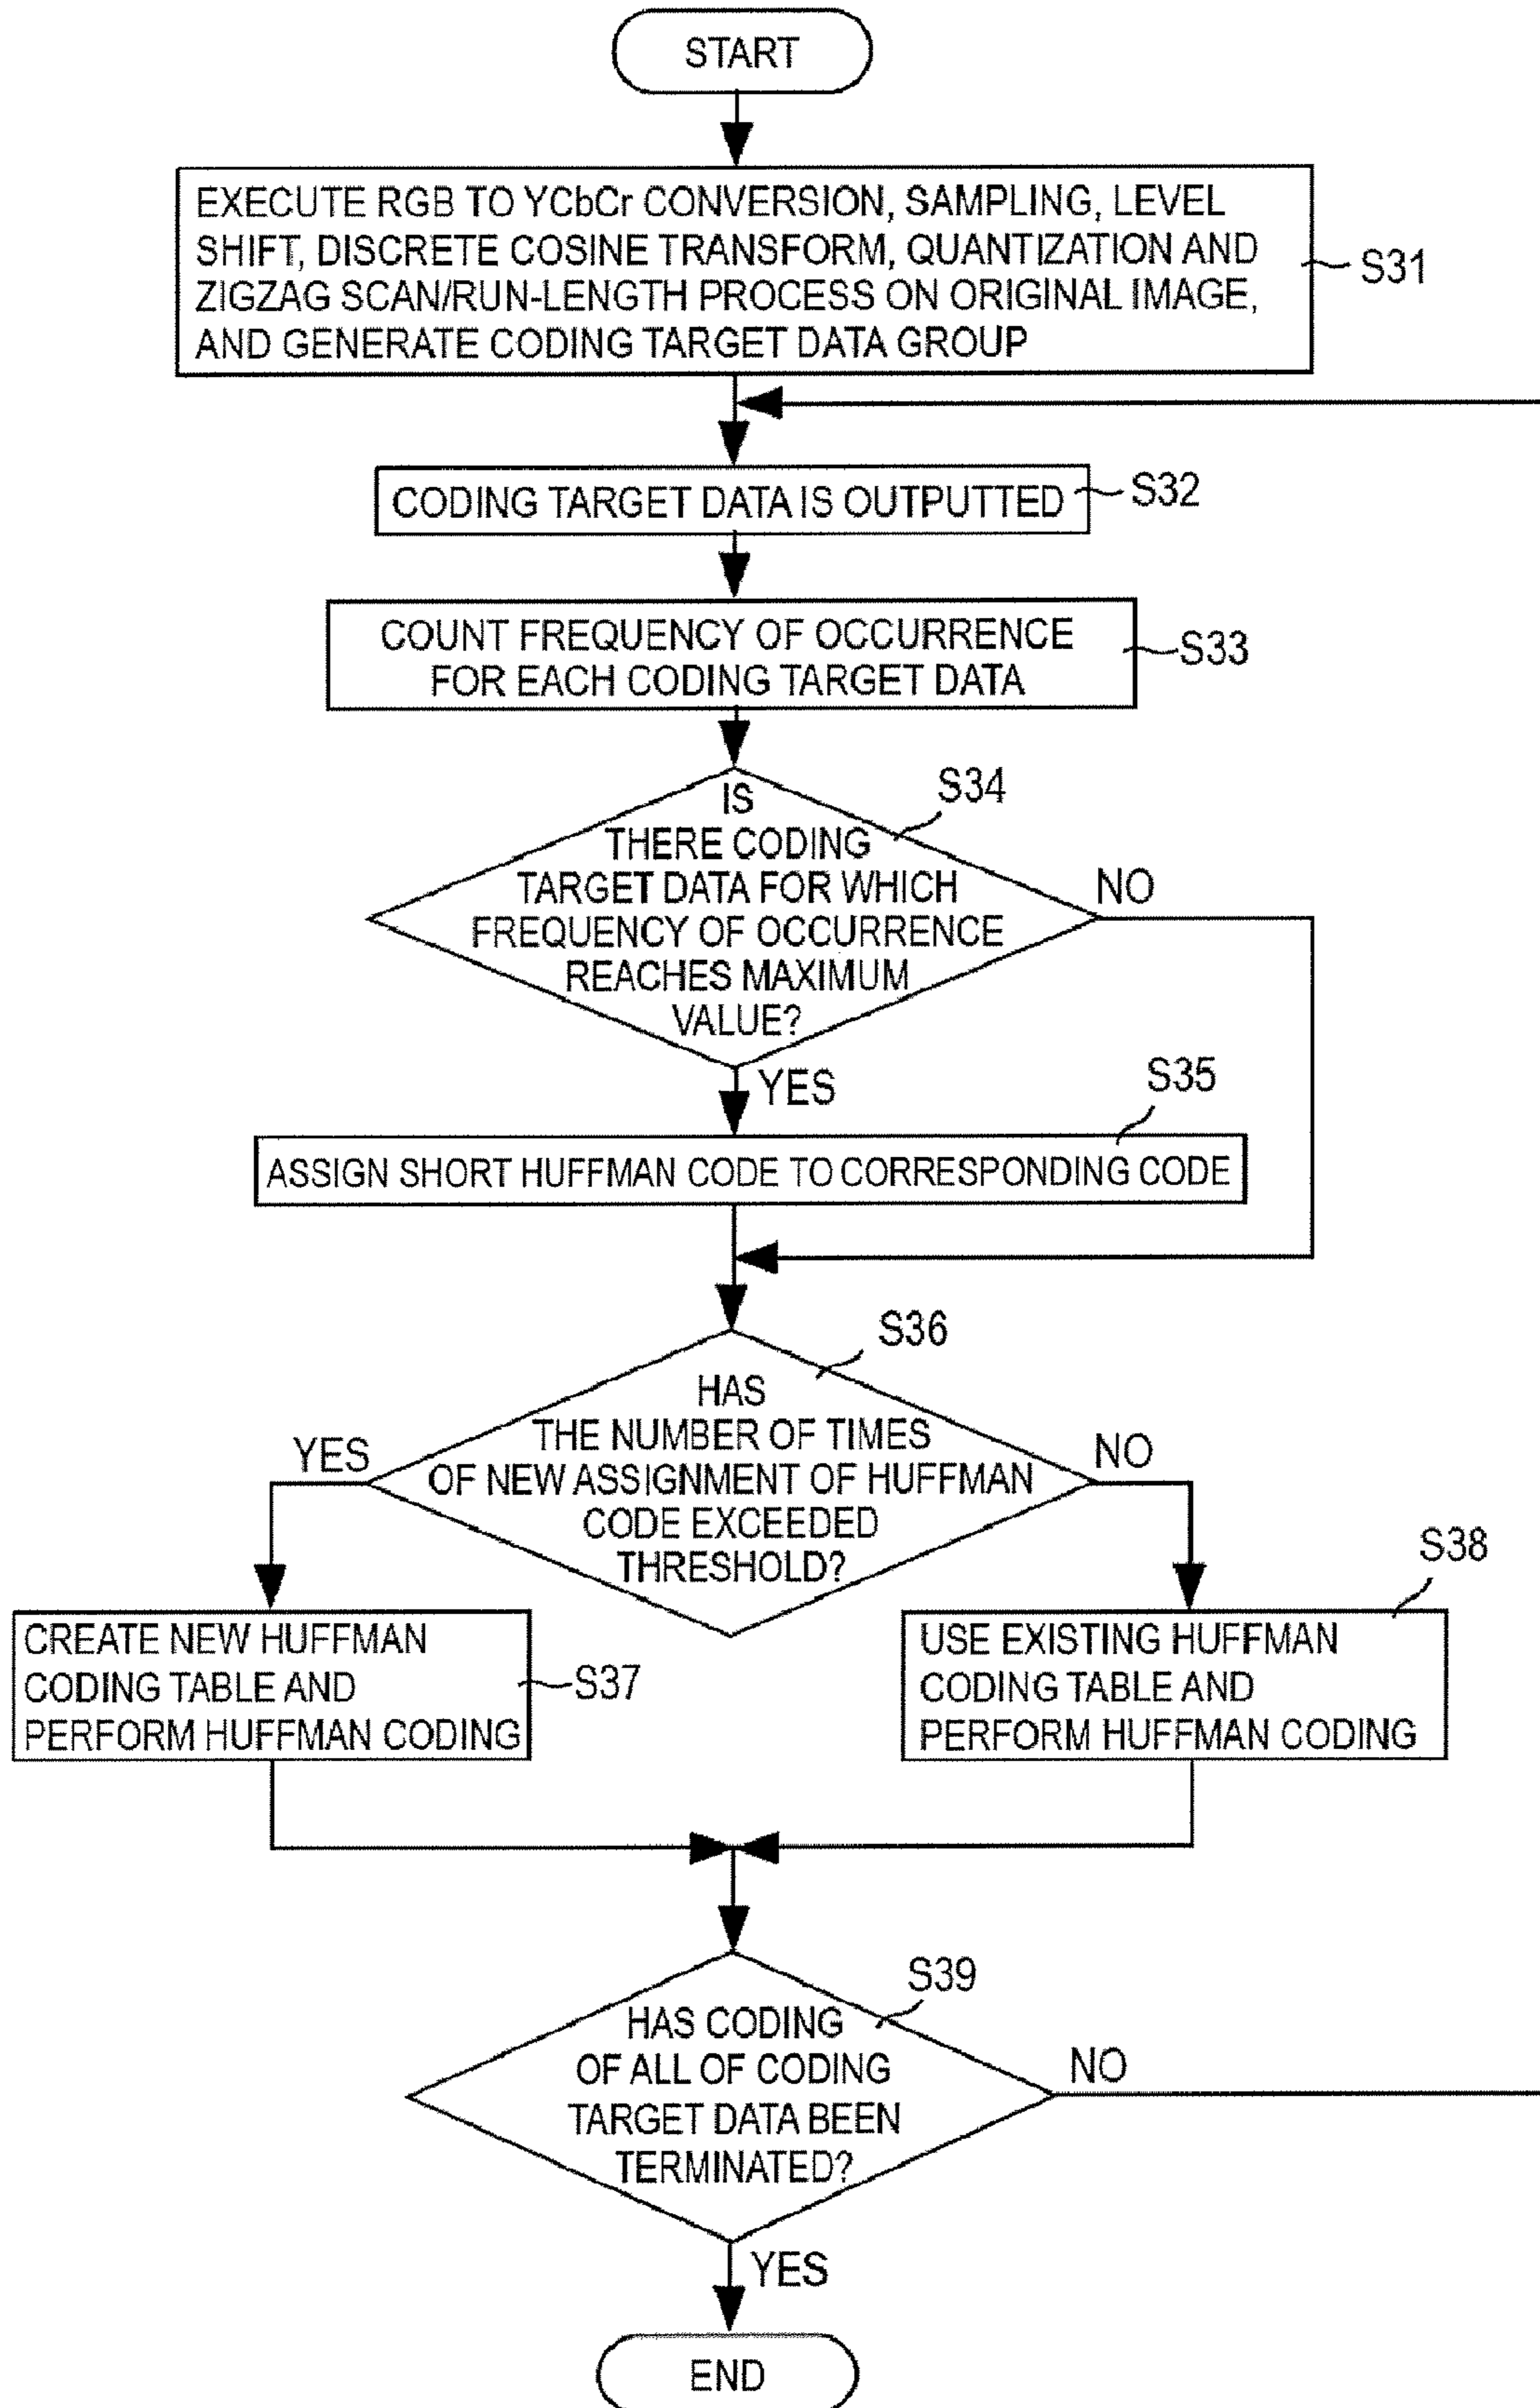 START
EXECUTE RGB TO YCbCr CONVERSION, SAMPLING, LEVEL
SHIFT, DISCRETE COSINE TRANSFORM, QUANTIZATION AND
ZIGZAG SCAN/RUN-LENGTH PROCESS ON ORIGINAL IMAGE,
AND GENERATE CODING TARGET DATA GROUP
S31
CODING TARGET DATA IS OUTPUTTED
S32
COUNT FREQUENCY OF OCCURRENCE
FOR EACH CODING TARGET DATA
S33
S34
IS
THERE CODING
TARGET DATA FOR WHICH
FREQUENCY OF OCCURRENCE
REACHES MAXIMUM
VALUE?
NO
YES
S35
ASSIGN SHORT HUFFMAN CODE TO CORRESPONDING CODE
S36
HAS
THE NUMBER OF TIMES
OF NEW ASSIGNMENT OF HUFFMAN
CODE EXCEEDED
THRESHOLD?
YES
NO
CREATE NEW HUFFMAN
CODING TABLE AND
PERFORM HUFFMAN CODING
S37
S38
USE EXISTING HUFFMAN
CODING TABLE AND
PERFORM HUFFMAN CODING
S39
HAS CODING
OF ALL OF CODING
TARGET DATA BEEN
TERMINATED?
NO
YES
END